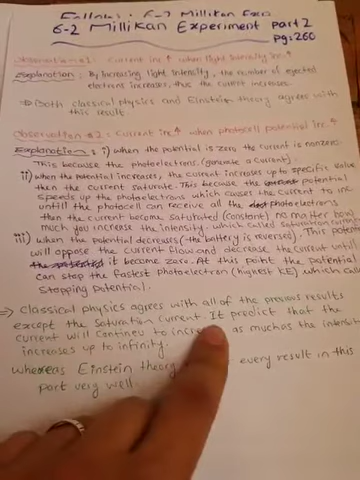 6-2 Millikan Experiment part 2
pg: 260
Observation #1: Current inc↑ when light intensity inc.↑
Explanation: By increasing light intensity, the number of ejected
electrons increases, thus the current increases.
⇒ Both classical physics and Einstein theory agrees with
this result.
Observation #2: Current inc↑ when photocell potential inc.↑
Explanation: i) when the potential is zero the current is nonzero.
This because the photoelectrons (generate a current).
ii) when the potential increases, the current increases up to specific value
then the current saturate. This because the potential
speeds up the photoelectrons which causes the current to inc
untill the photocell can receive all the photoelectrons
then the current become saturated (constant) no matter how
much you increase the intensity. which called saturation current
iii) when the potential decreases (the battery is reversed). This potential
will oppose the current flow and decrease the current untill
it become zero. At this point the potential
can stop the fastest photoelectron (highest KE) which called
Stopping potential.
⇒ Classical physics agrees with all of the previous results
except the Saturation current. It predict that the
current will continue to incre as much as the intensity
increases up to infinity.
whereas Einstein theory every result in this
part very well